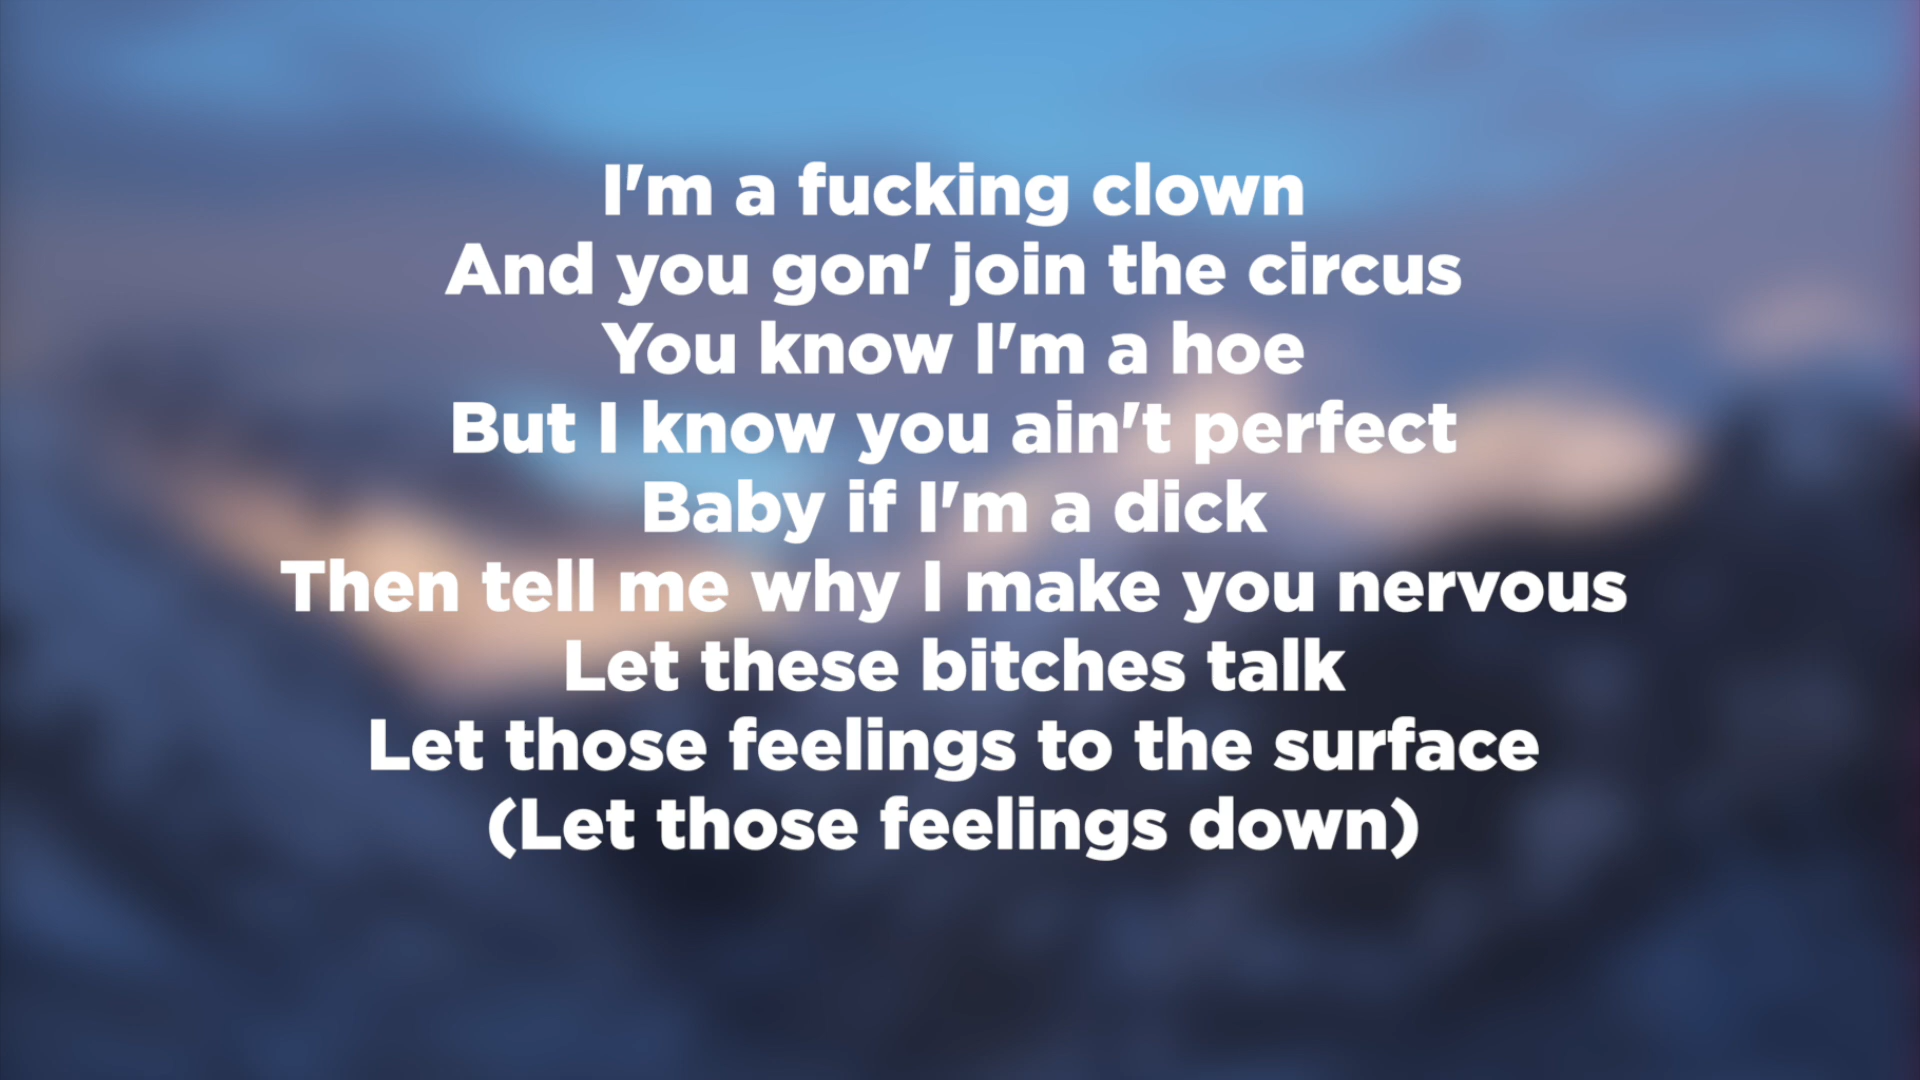 I'm a fucking clown
And you gon' join the circus
You know I'm a hoe
But I know you ain't perfect
Baby if I'm a dick
Then tell me why I make you nervous
Let these bitches talk
Let those feelings to the surface
(Let those feelings down)